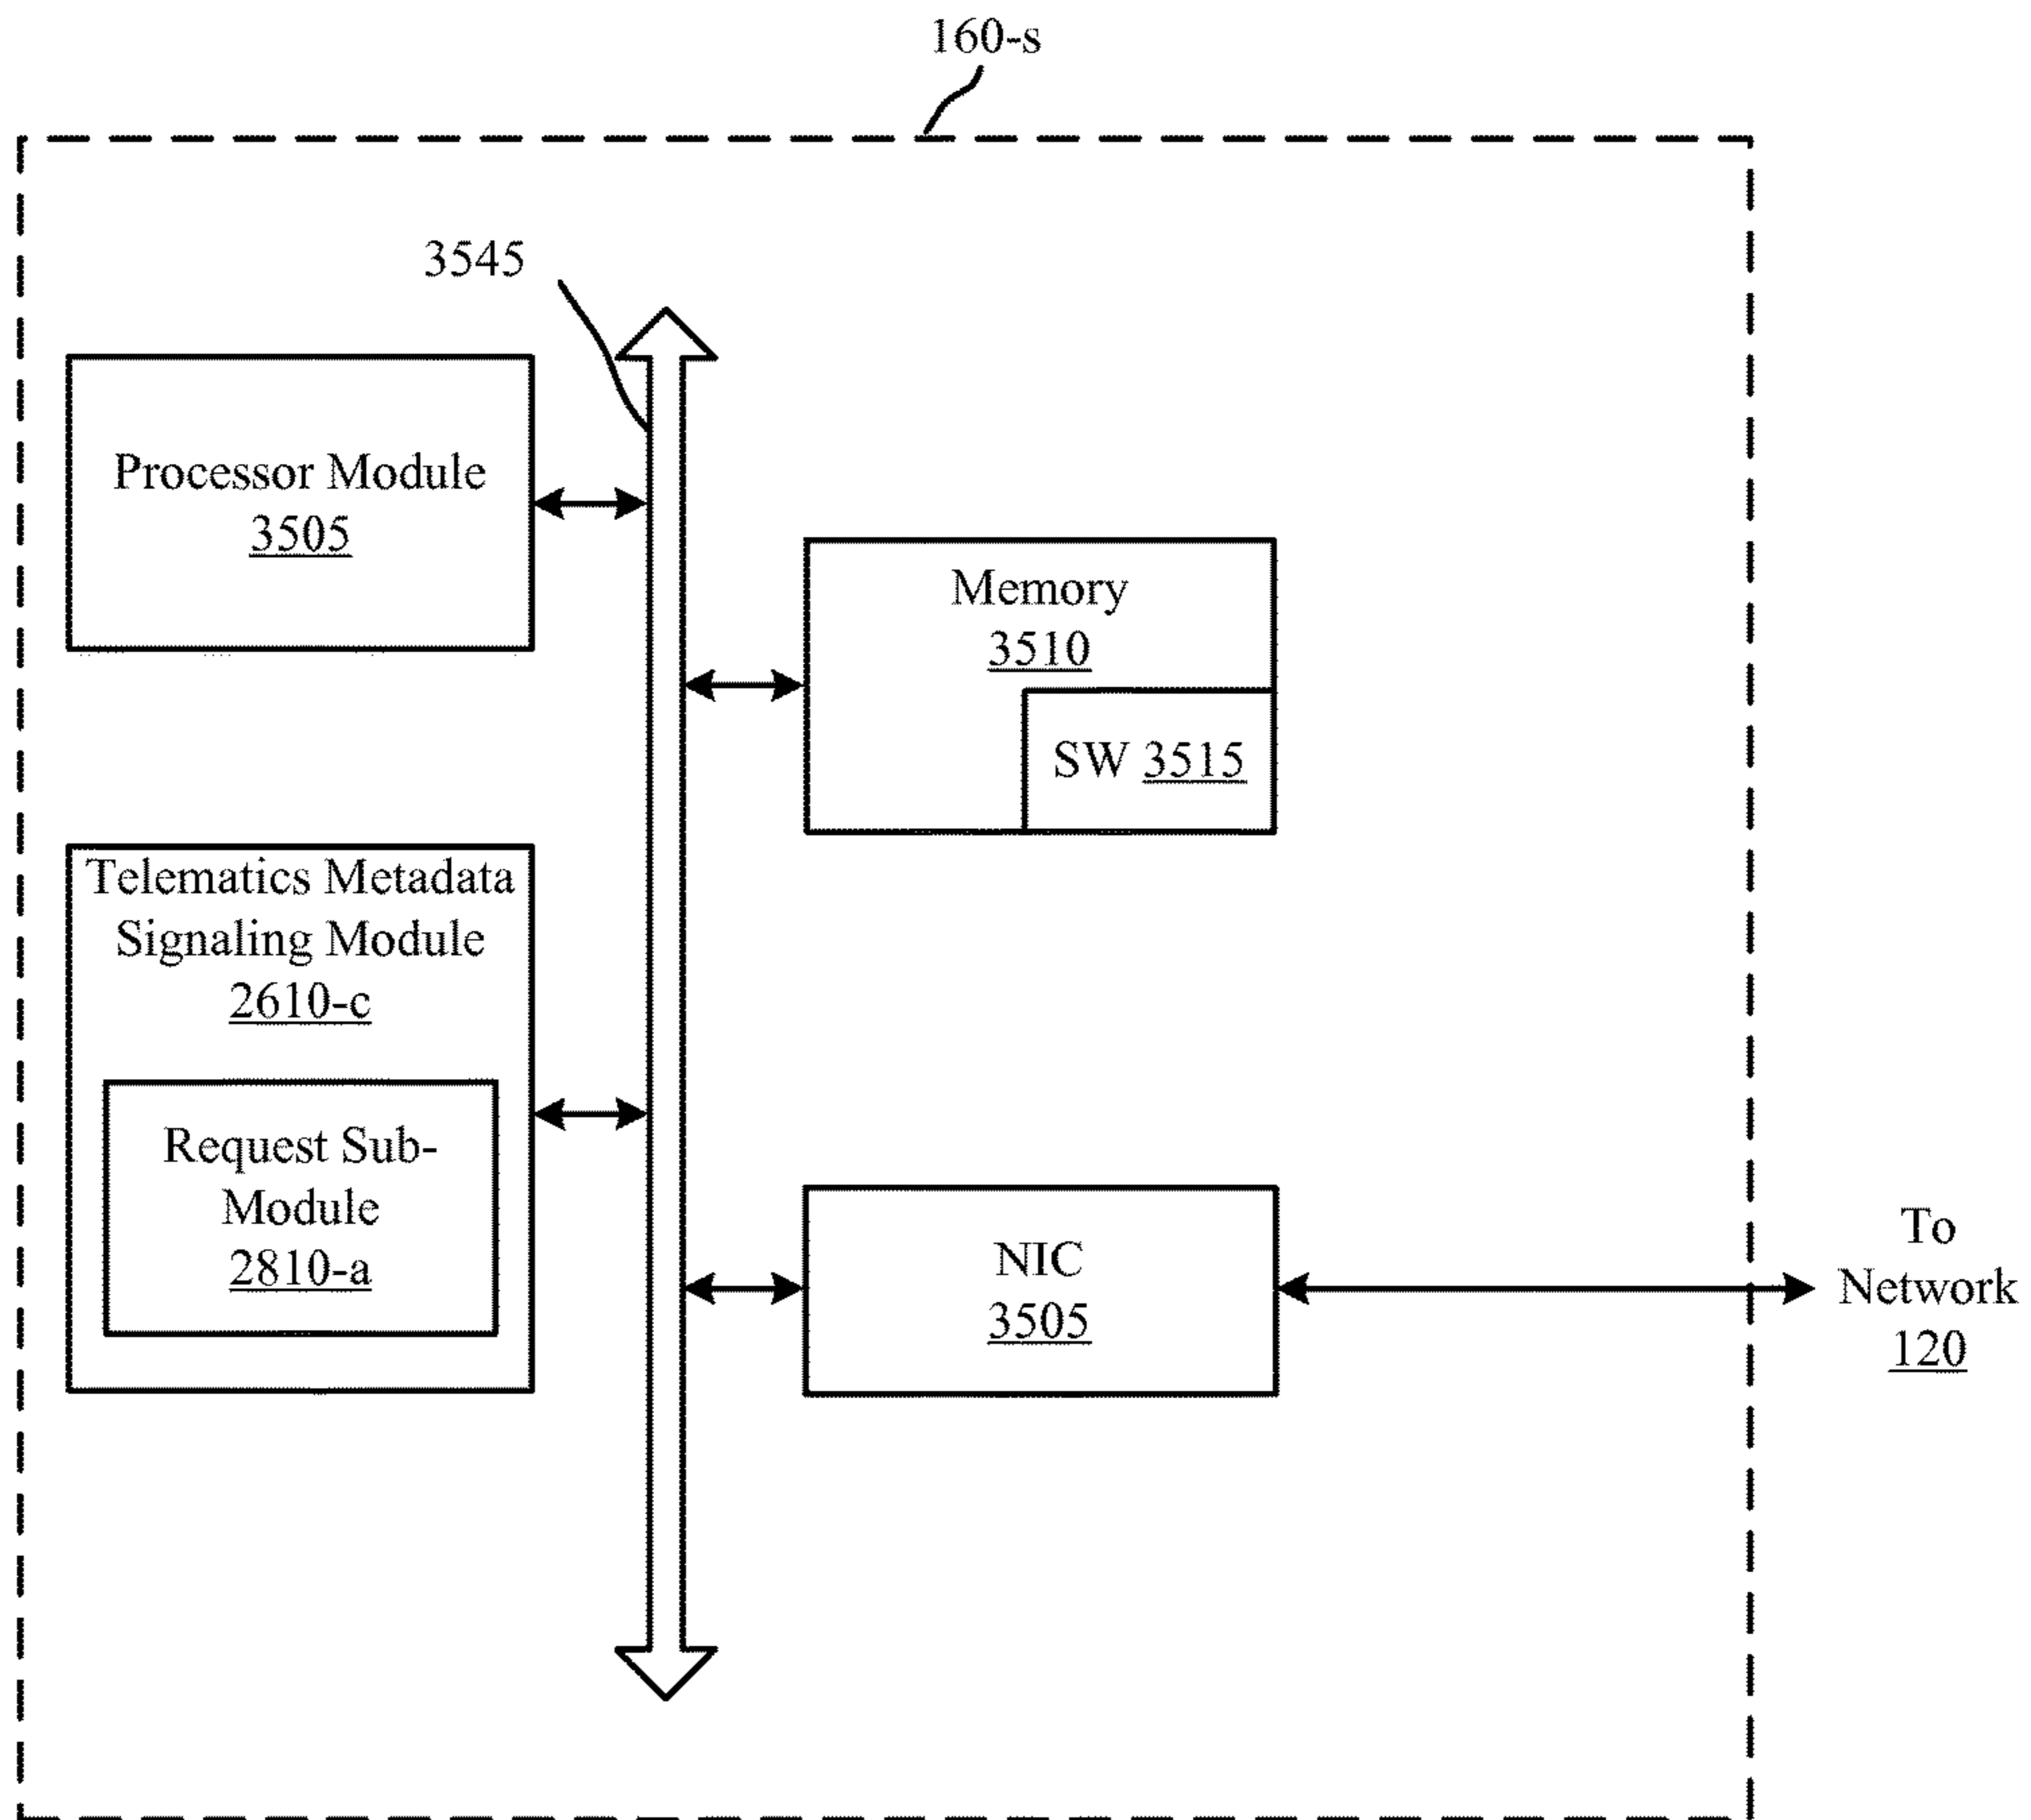 160-s
3545
Processor Module
3505
Memory
3510
SW 3515
Telematics Metadata
Signaling Module
2610-c
Request Sub-
Module
2810-a
NIC
3505
To
Network
120